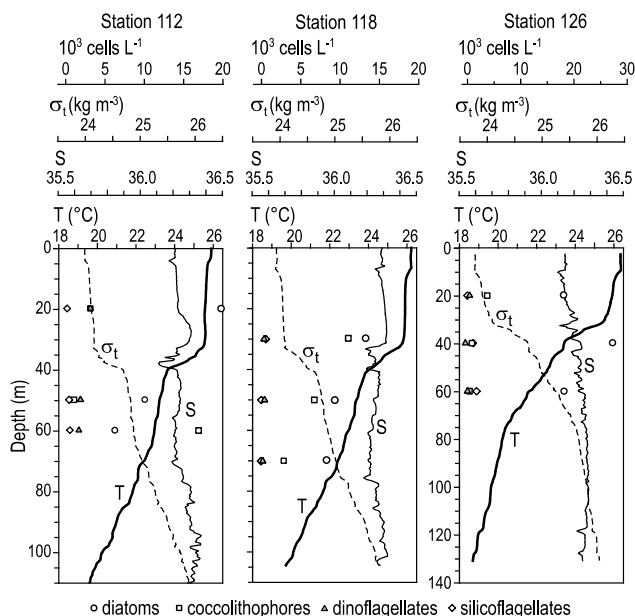 Station 112 Station 118 Station 126
10³ cells L⁻¹ 10³ cells L⁻¹ 10³ cells L⁻¹
0 5 10 15 20 0 5 10 15 20 0 10 20 30
σt (kg m⁻³) σt (kg m⁻³) σt (kg m⁻³)
24 25 26 24 25 26 24 25 26
S S S
35.5 36.0 36.5 35.5 36.0 36.5 35.5 36.0 36.5
T (°C) T (°C) T (°C)
18 20 22 24 26 18 20 22 24 26 18 20 22 24 26
0 0 0
20 20 20
σt
40 40 40
σt σt
S
60 60 60
S S
T
80 80
T
100
100 100
T
120
140
Depth (m)
diatoms coccolithophores dinoflagellates silicoflagellates